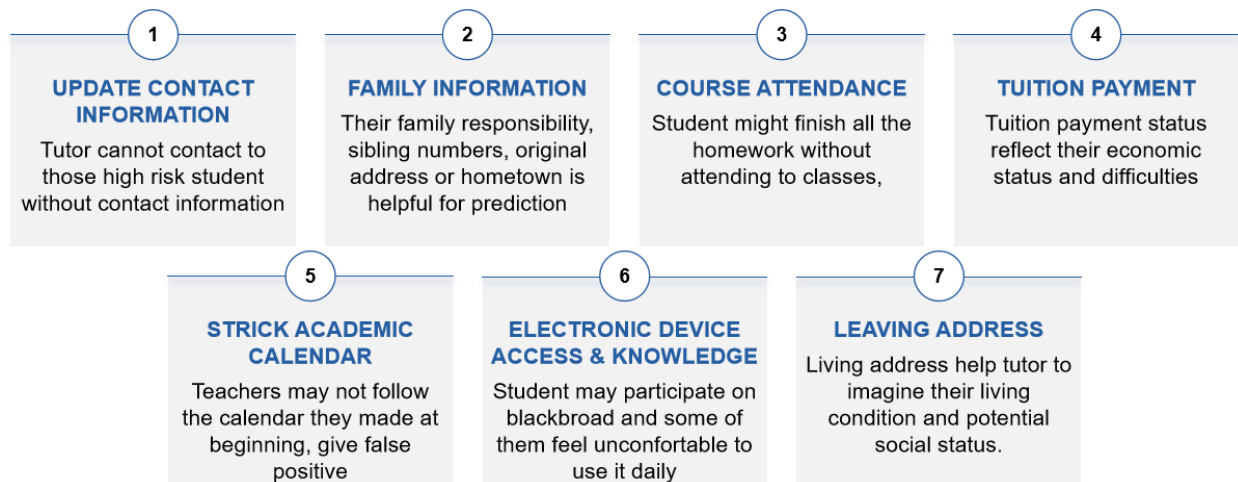 1
UPDATE CONTACT
INFORMATION
Tutor cannot contact to
those high risk student
without contact information
2
FAMILY INFORMATION
Their family responsibility,
sibling numbers, original
address or hometown is
helpful for prediction
3
COURSE ATTENDANCE
Student might finish all the
homework without
attending to classes,
4
TUITION PAYMENT
Tuition payment status
reflect their economic
status and difficulties
5
STRICK ACADEMIC
CALENDAR
Teachers may not follow
the calendar they made at
beginning, give false
positive
6
ELECTRONIC DEVICE
ACCESS & KNOWLEDGE
Student may participate on
blackbroad and some of
them feel unconfortable to
use it daily
7
LEAVING ADDRESS
Living address help tutor to
imagine their living
condition and potential
social status.